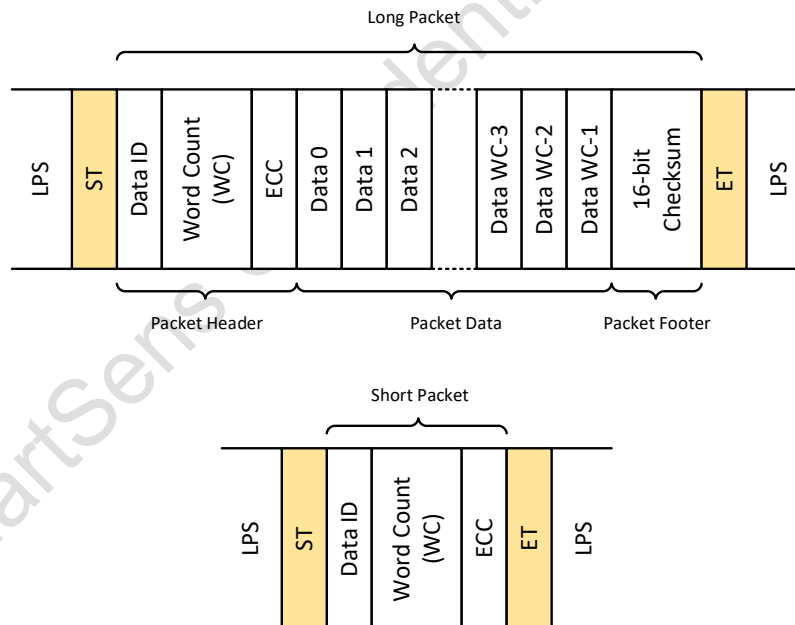 Long Packet
LPS
ST
Data ID
Word Count
(WC)
ECC
Data 0
Data 1
Data 2
Data WC-3
Data WC-2
Data WC-1
16-bit
Checksum
ET
LPS
Packet Header
Packet Data
Packet Footer
Short Packet
LPS
ST
Data ID
Word Count
(WC)
ECC
ET
LPS